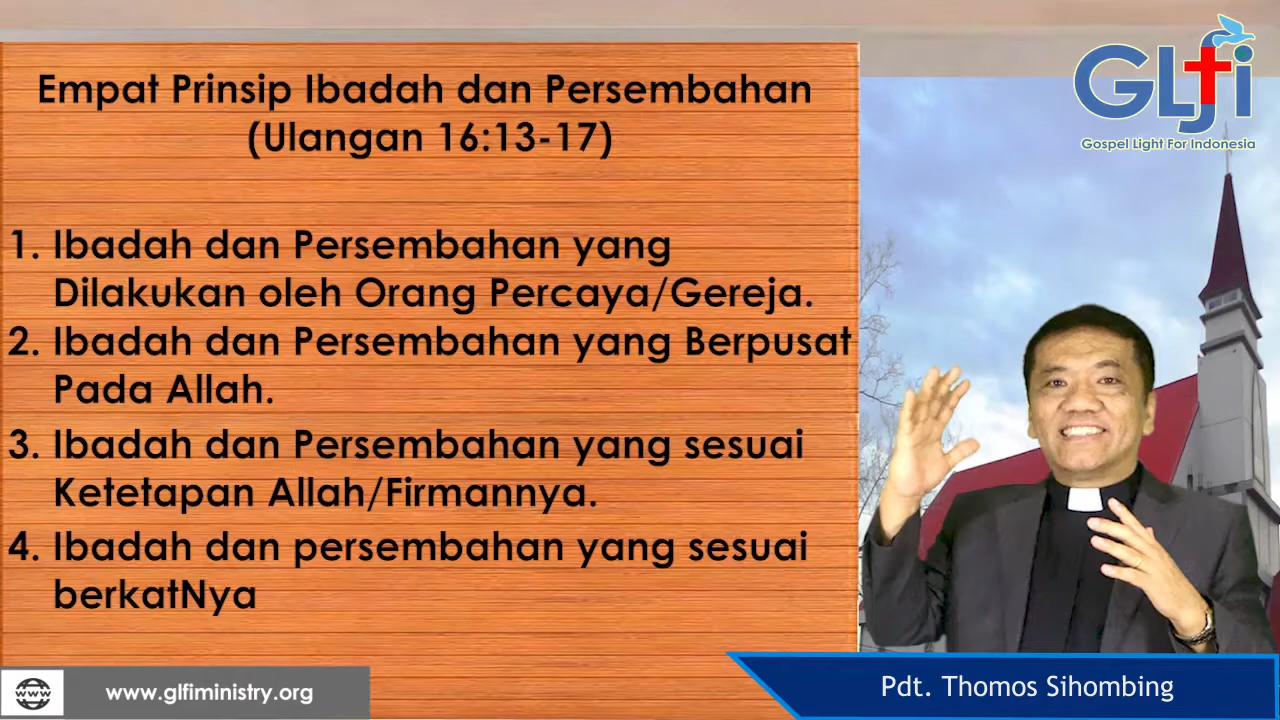 Empat Prinsip Ibadah dan Persembahan
(Ulangan 16:13-17)
1. Ibadah dan Persembahan yang
Dilakukan oleh Orang Percaya/Gereja.
2. Ibadah dan Persembahan yang Berpusat
Pada Allah.
3. Ibadah dan Persembahan yang sesuai
Ketetapan Allah/Firmannya.
4. Ibadah dan persembahan yang sesuai
berkatNya
GLfi
Gospel Light For Indonesia
www
www.glfiministry.org
Pdt. Thomos Sihombing